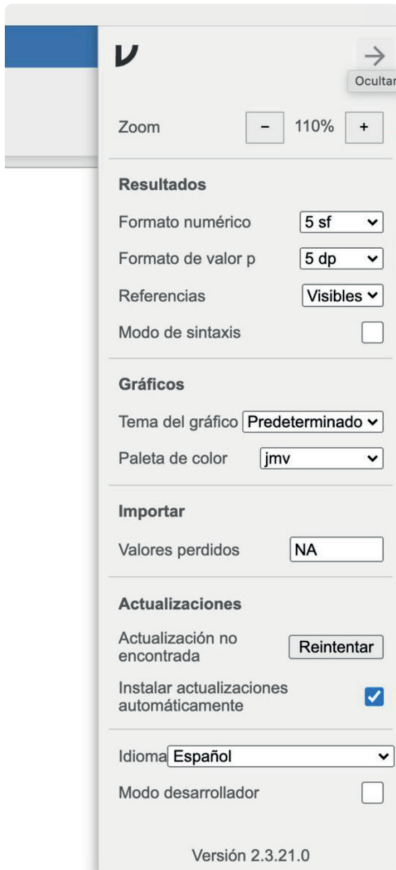 Ocultar
Zoom - 110% +
Resultados
Formato numérico 5 sf
Formato de valor p 5 dp
Referencias Visibles
Modo de sintaxis
Gráficos
Tema del gráfico Predeterminado
Paleta de color jmv
Importar
Valores perdidos NA
Actualizaciones
Actualización no
encontrada Reintentar
Instalar actualizaciones
automáticamente
Idioma Español
Modo desarrollador
Versión 2.3.21.0